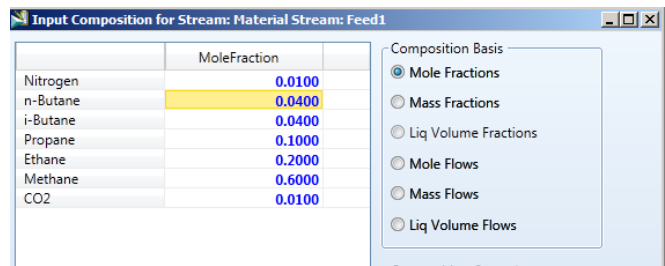 Input Composition for Stream: Material Stream: Feed1
MoleFraction
Nitrogen 0.0100
n-Butane 0.0400
i-Butane 0.0400
Propane 0.1000
Ethane 0.2000
Methane 0.6000
CO2 0.0100
Composition Basis
Mole Fractions
Mass Fractions
Liq Volume Fractions
Mole Flows
Mass Flows
Liq Volume Flows